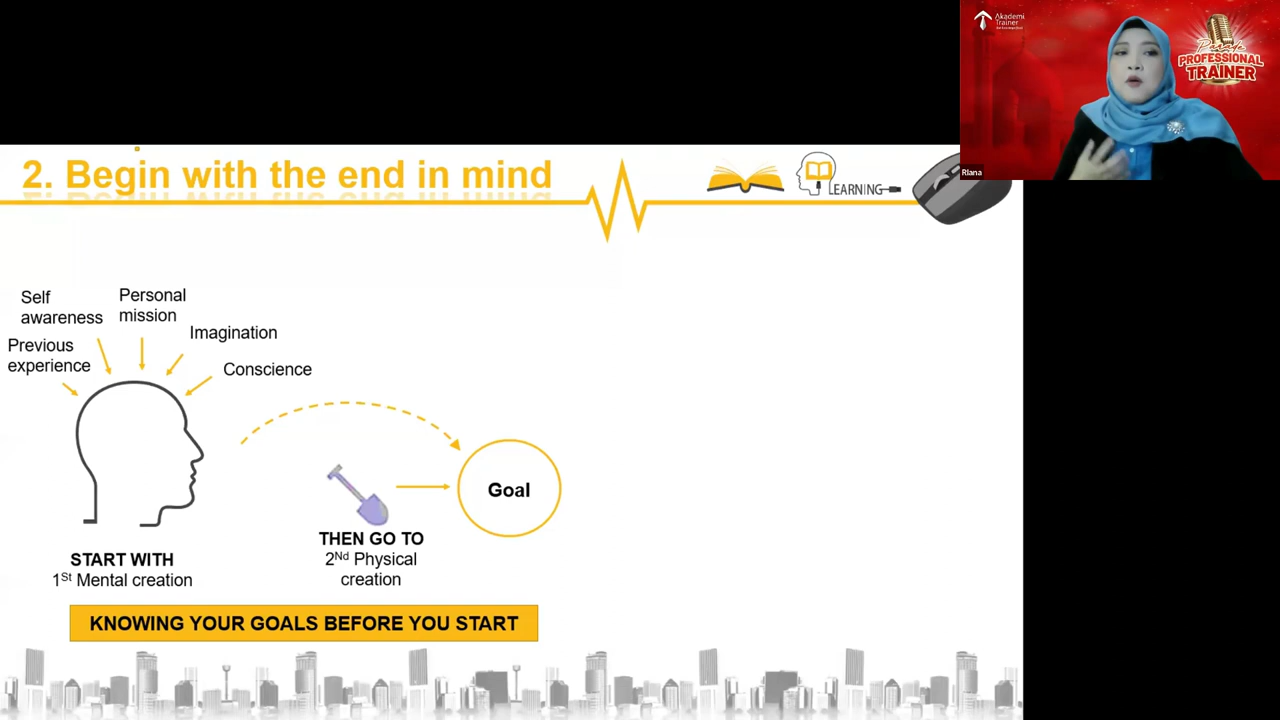 2. Begin with the end in mind
LEARNING
Akademi
Trainer
PROFESSIONAL
TRAINER
Riana
Self
awareness
Personal
mission
Imagination
Previous
experience
Conscience
Goal
START WITH
1St Mental creation
THEN GO TO
2Nd Physical
creation
KNOWING YOUR GOALS BEFORE YOU START